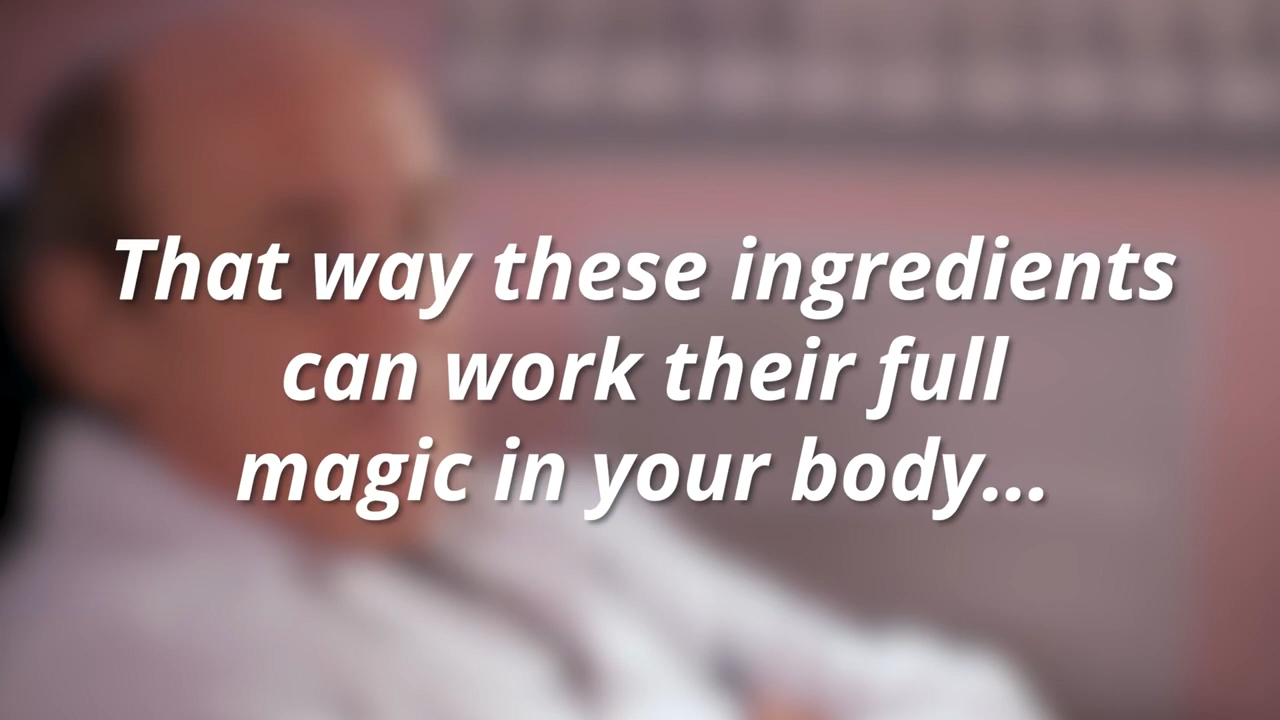 That way these ingredients
can work their full
magic in your body...